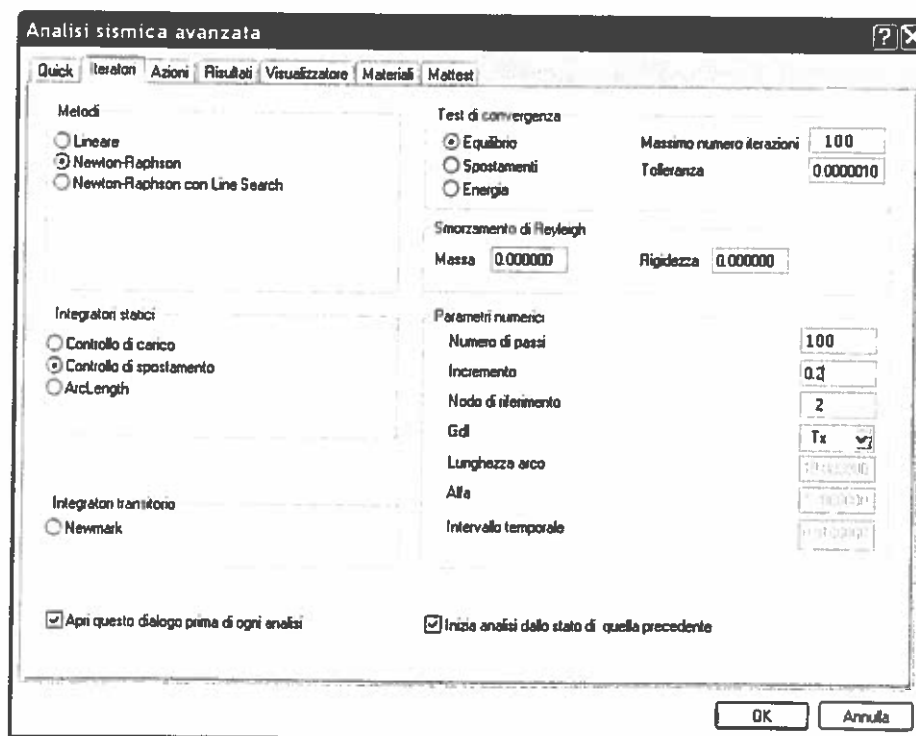 Analisi sismica avanzata
Quick Iteratori Azioni Risultati Visualizzatore Materiali Mattest
Metodi
Lineare
Newton-Raphson
Newton-Raphson con Line Search
Test di convergenza
Equilibrio
Spostamenti
Energia
Massimo numero iterazioni 100
Tolleranza 0.0000010
Smorzamento di Reyleigh
Massa 0.000000 Rigidezza 0.000000
Integratori statici
Controllo di carico
Controllo di spostamento
ArcLength
Parametri numerici
Numero di passi 100
Incremento 0.2
Nodo di riferimento 2
Gdl Tx
Lunghezza arco
Alfa
Intervallo temporale
Integratori transitorio
Newmark
Apri questo dialogo prima di ogni analisi
Inizia analisi dallo stato di quella precedente
OK Annulla